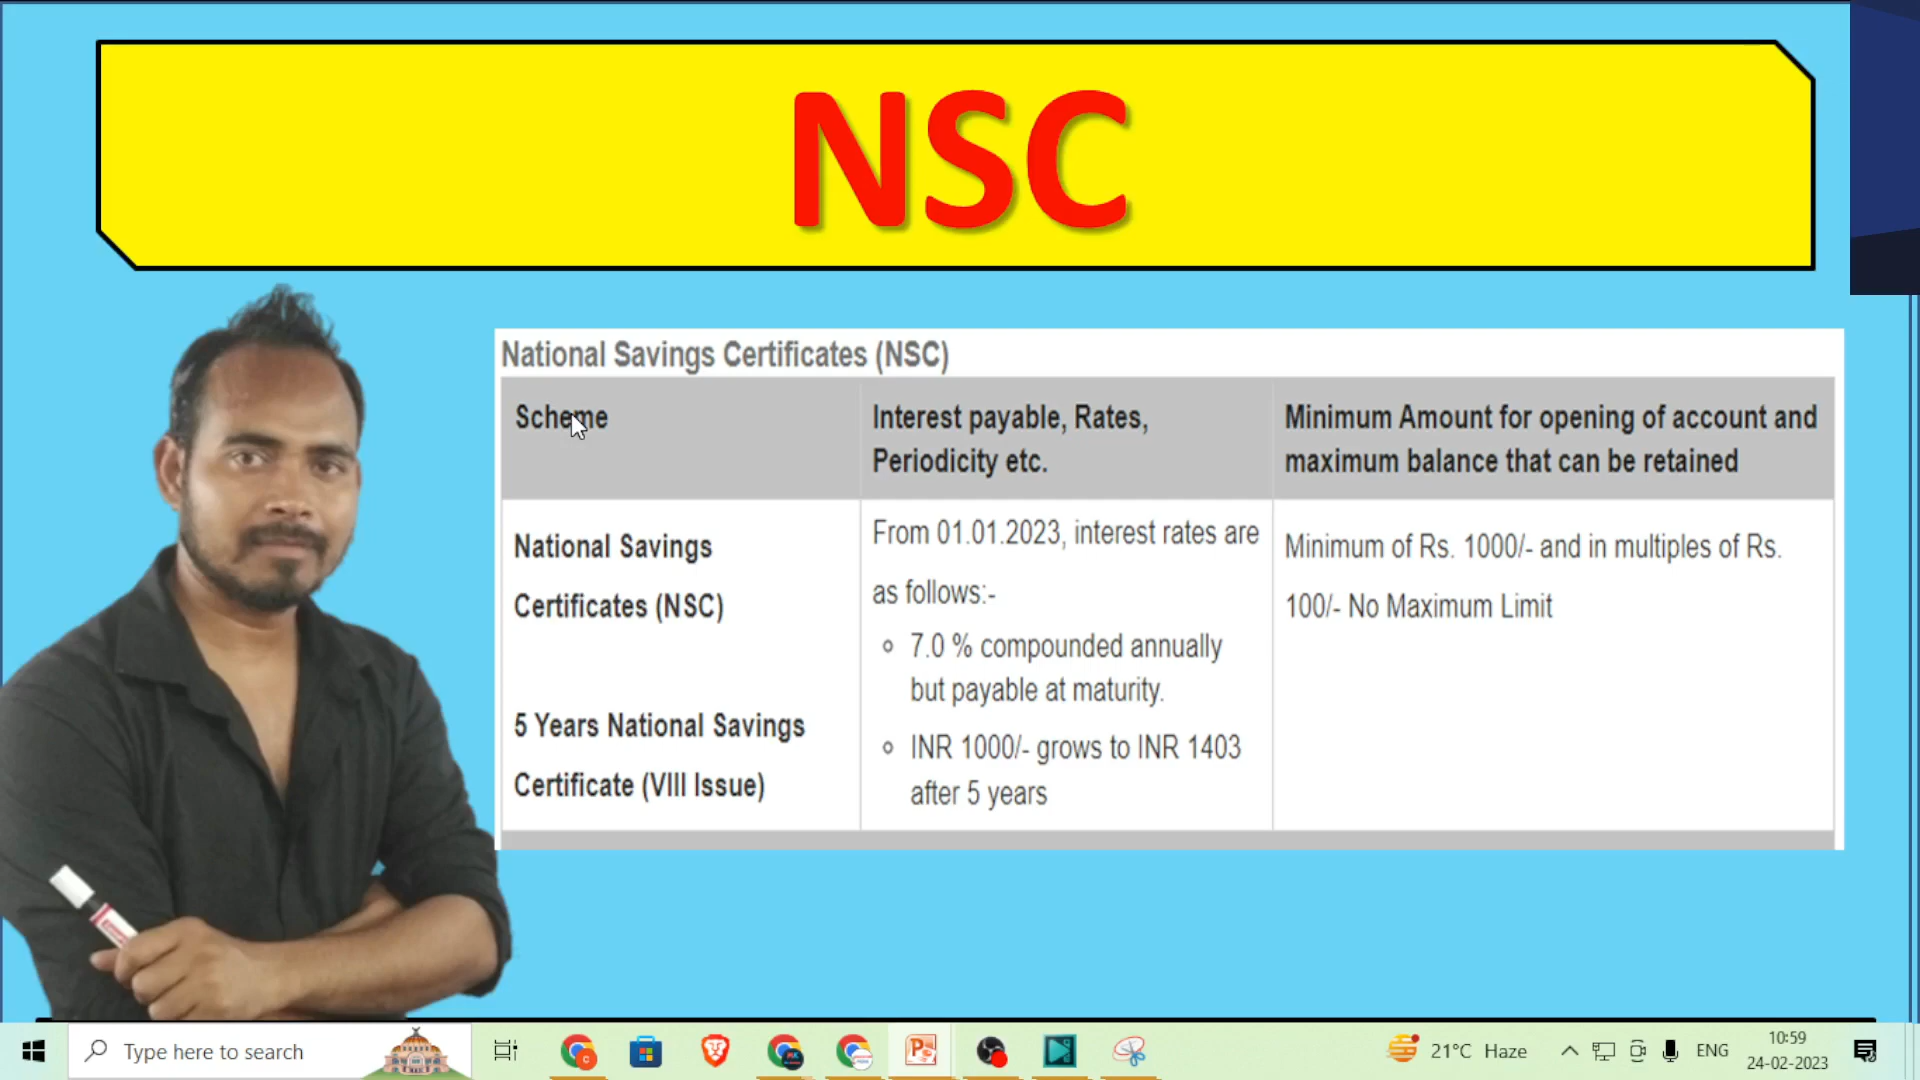 NSC
National Savings Certificates (NSC)
Scheme
Interest payable, Rates,
Periodicity etc.
Minimum Amount for opening of account and
maximum balance that can be retained
National Savings
Certificates (NSC)
5 Years National Savings
Certificate (VIII Issue)
From 01.01.2023, interest rates are
as follows:-
7.0 % compounded annually
but payable at maturity.
INR 1000/- grows to INR 1403
after 5 years
Minimum of Rs. 1000/- and in multiples of Rs.
100/- No Maximum Limit
Type here to search
21°C Haze
ENG
10:59
24-02-2023